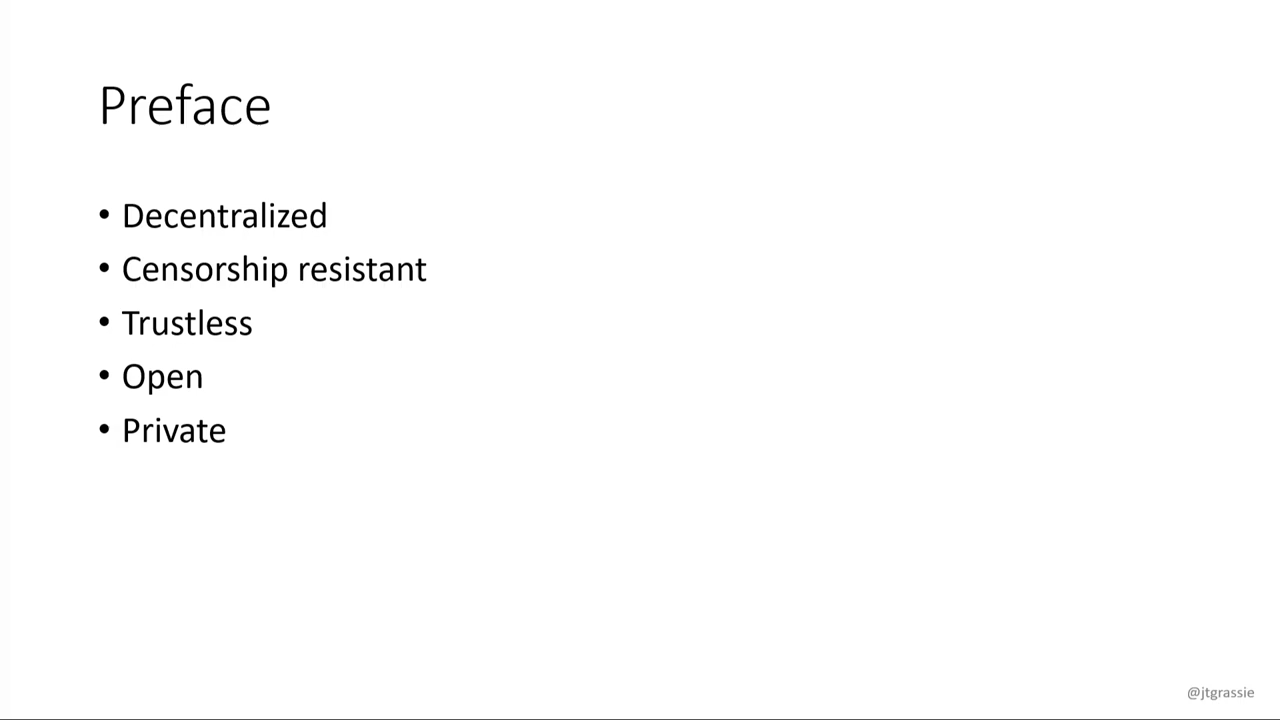 Preface
• Decentralized
• Censorship resistant
• Trustless
• Open
• Private
@jtgrassie